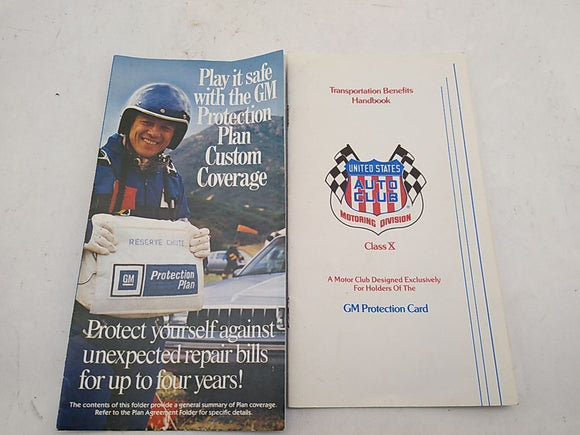 Play it safe
with the GM
Protection
Plan
Custom
Coverage
RESERVE CHUTE
GM
Protection
Plan
Protect yourself against
unexpected repair bills
for up to four years!
The contents of this folder provide a general summary of Plan coverage.
Refer to the Plan Agreement Folder for specific details.
Transportation Benefits
Handbook
UNITED STATES
AUTO
CLUB
MOTORING DIVISION
Class X
A Motor Club Designed Exclusively
For Holders Of The
GM Protection Card